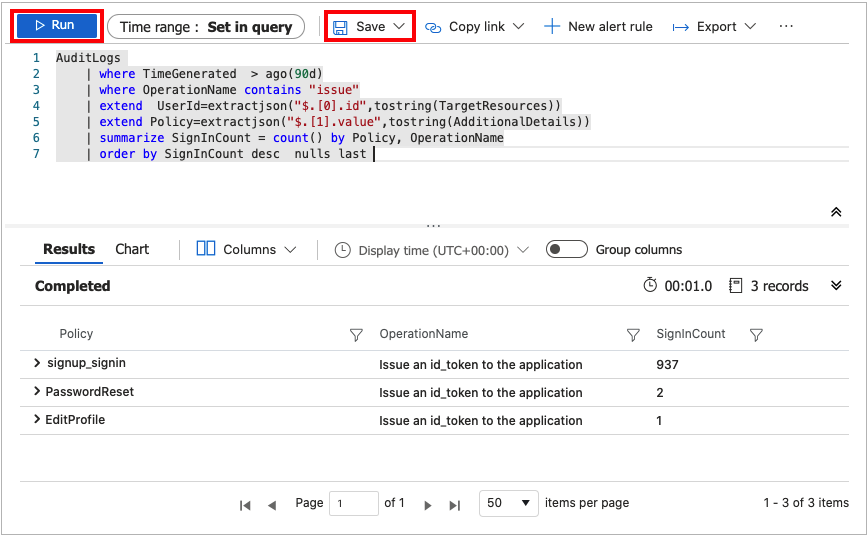 Run Time range : Set in query Save Copy link New alert rule Export ...
1 AuditLogs
2 | where TimeGenerated > ago(90d)
3 | where OperationName contains "issue"
4 | extend UserId=extractjson("$.[0].id",tostring(TargetResources))
5 | extend Policy=extractjson("$.[1].value",tostring(AdditionalDetails))
6 | summarize SignInCount = count() by Policy, OperationName
7 | order by SignInCount desc nulls last
Results Chart Columns Display time (UTC+00:00) Group columns
Completed 00:01.0 3 records
Policy OperationName SignInCount
signup_signin Issue an id_token to the application 937
PasswordReset Issue an id_token to the application 2
EditProfile Issue an id_token to the application 1
Page 1 of 1 50 items per page 1 - 3 of 3 items